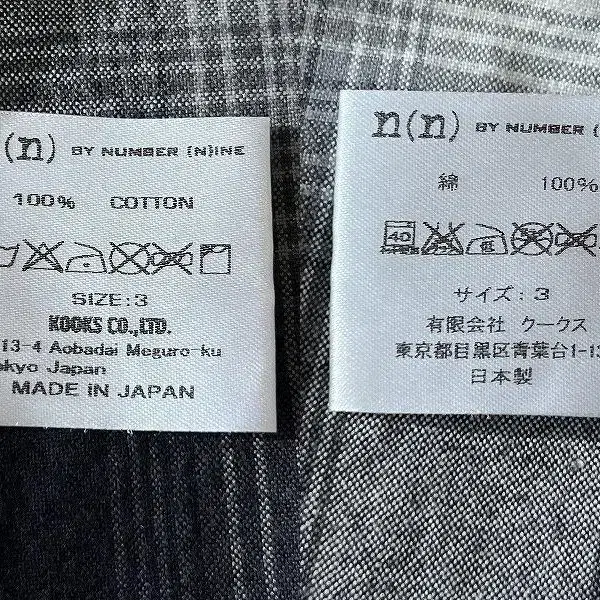 (n) BY NUMBER (N)INE
100% COTTON
SIZE:3
KOOKS CO.,LTD.
13-4 Aobadai Meguro-ku
okyo Japan
MADE IN JAPAN
n(n) BY NUMBER (
綿 100%
40 低
サイズ:3
有限会社 クークス
東京都目黒区青葉台1-13
日本製